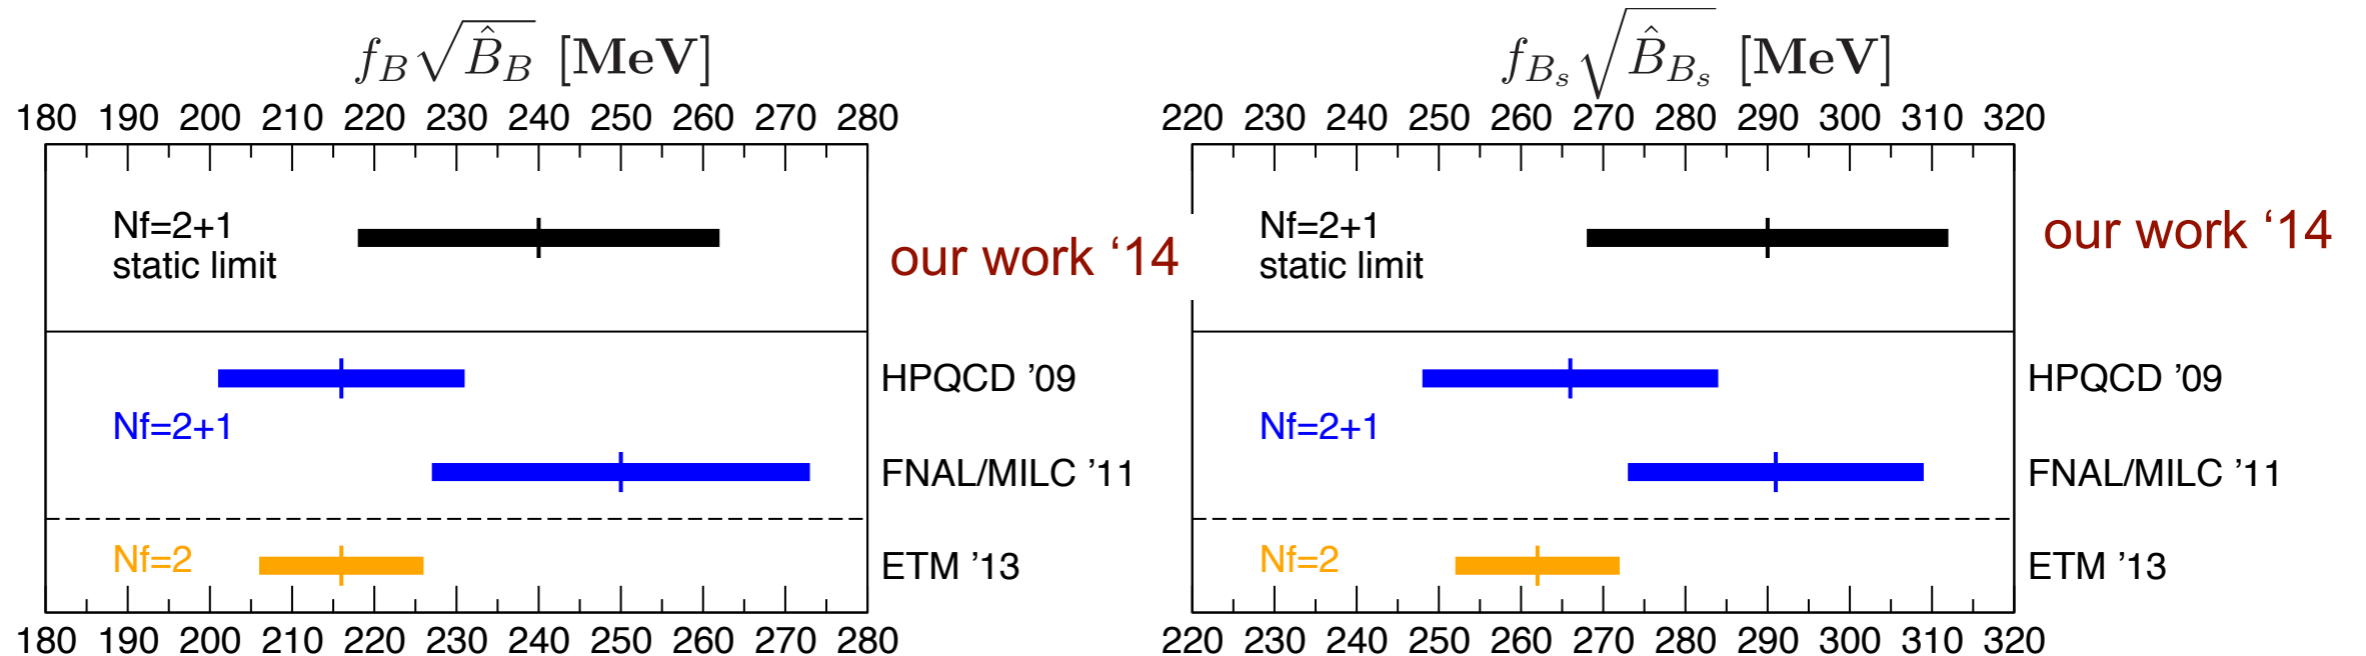 f_B√B̂_B [MeV]
180 190 200 210 220 230 240 250 260 270 280
Nf=2+1
static limit
our work ‘14
HPQCD ’09
Nf=2+1
FNAL/MILC ’11
Nf=2
ETM ’13
180 190 200 210 220 230 240 250 260 270 280
f_{B_s}√B̂_{B_s} [MeV]
220 230 240 250 260 270 280 290 300 310 320
Nf=2+1
static limit
our work ‘14
HPQCD ’09
Nf=2+1
FNAL/MILC ’11
Nf=2
ETM ’13
220 230 240 250 260 270 280 290 300 310 320